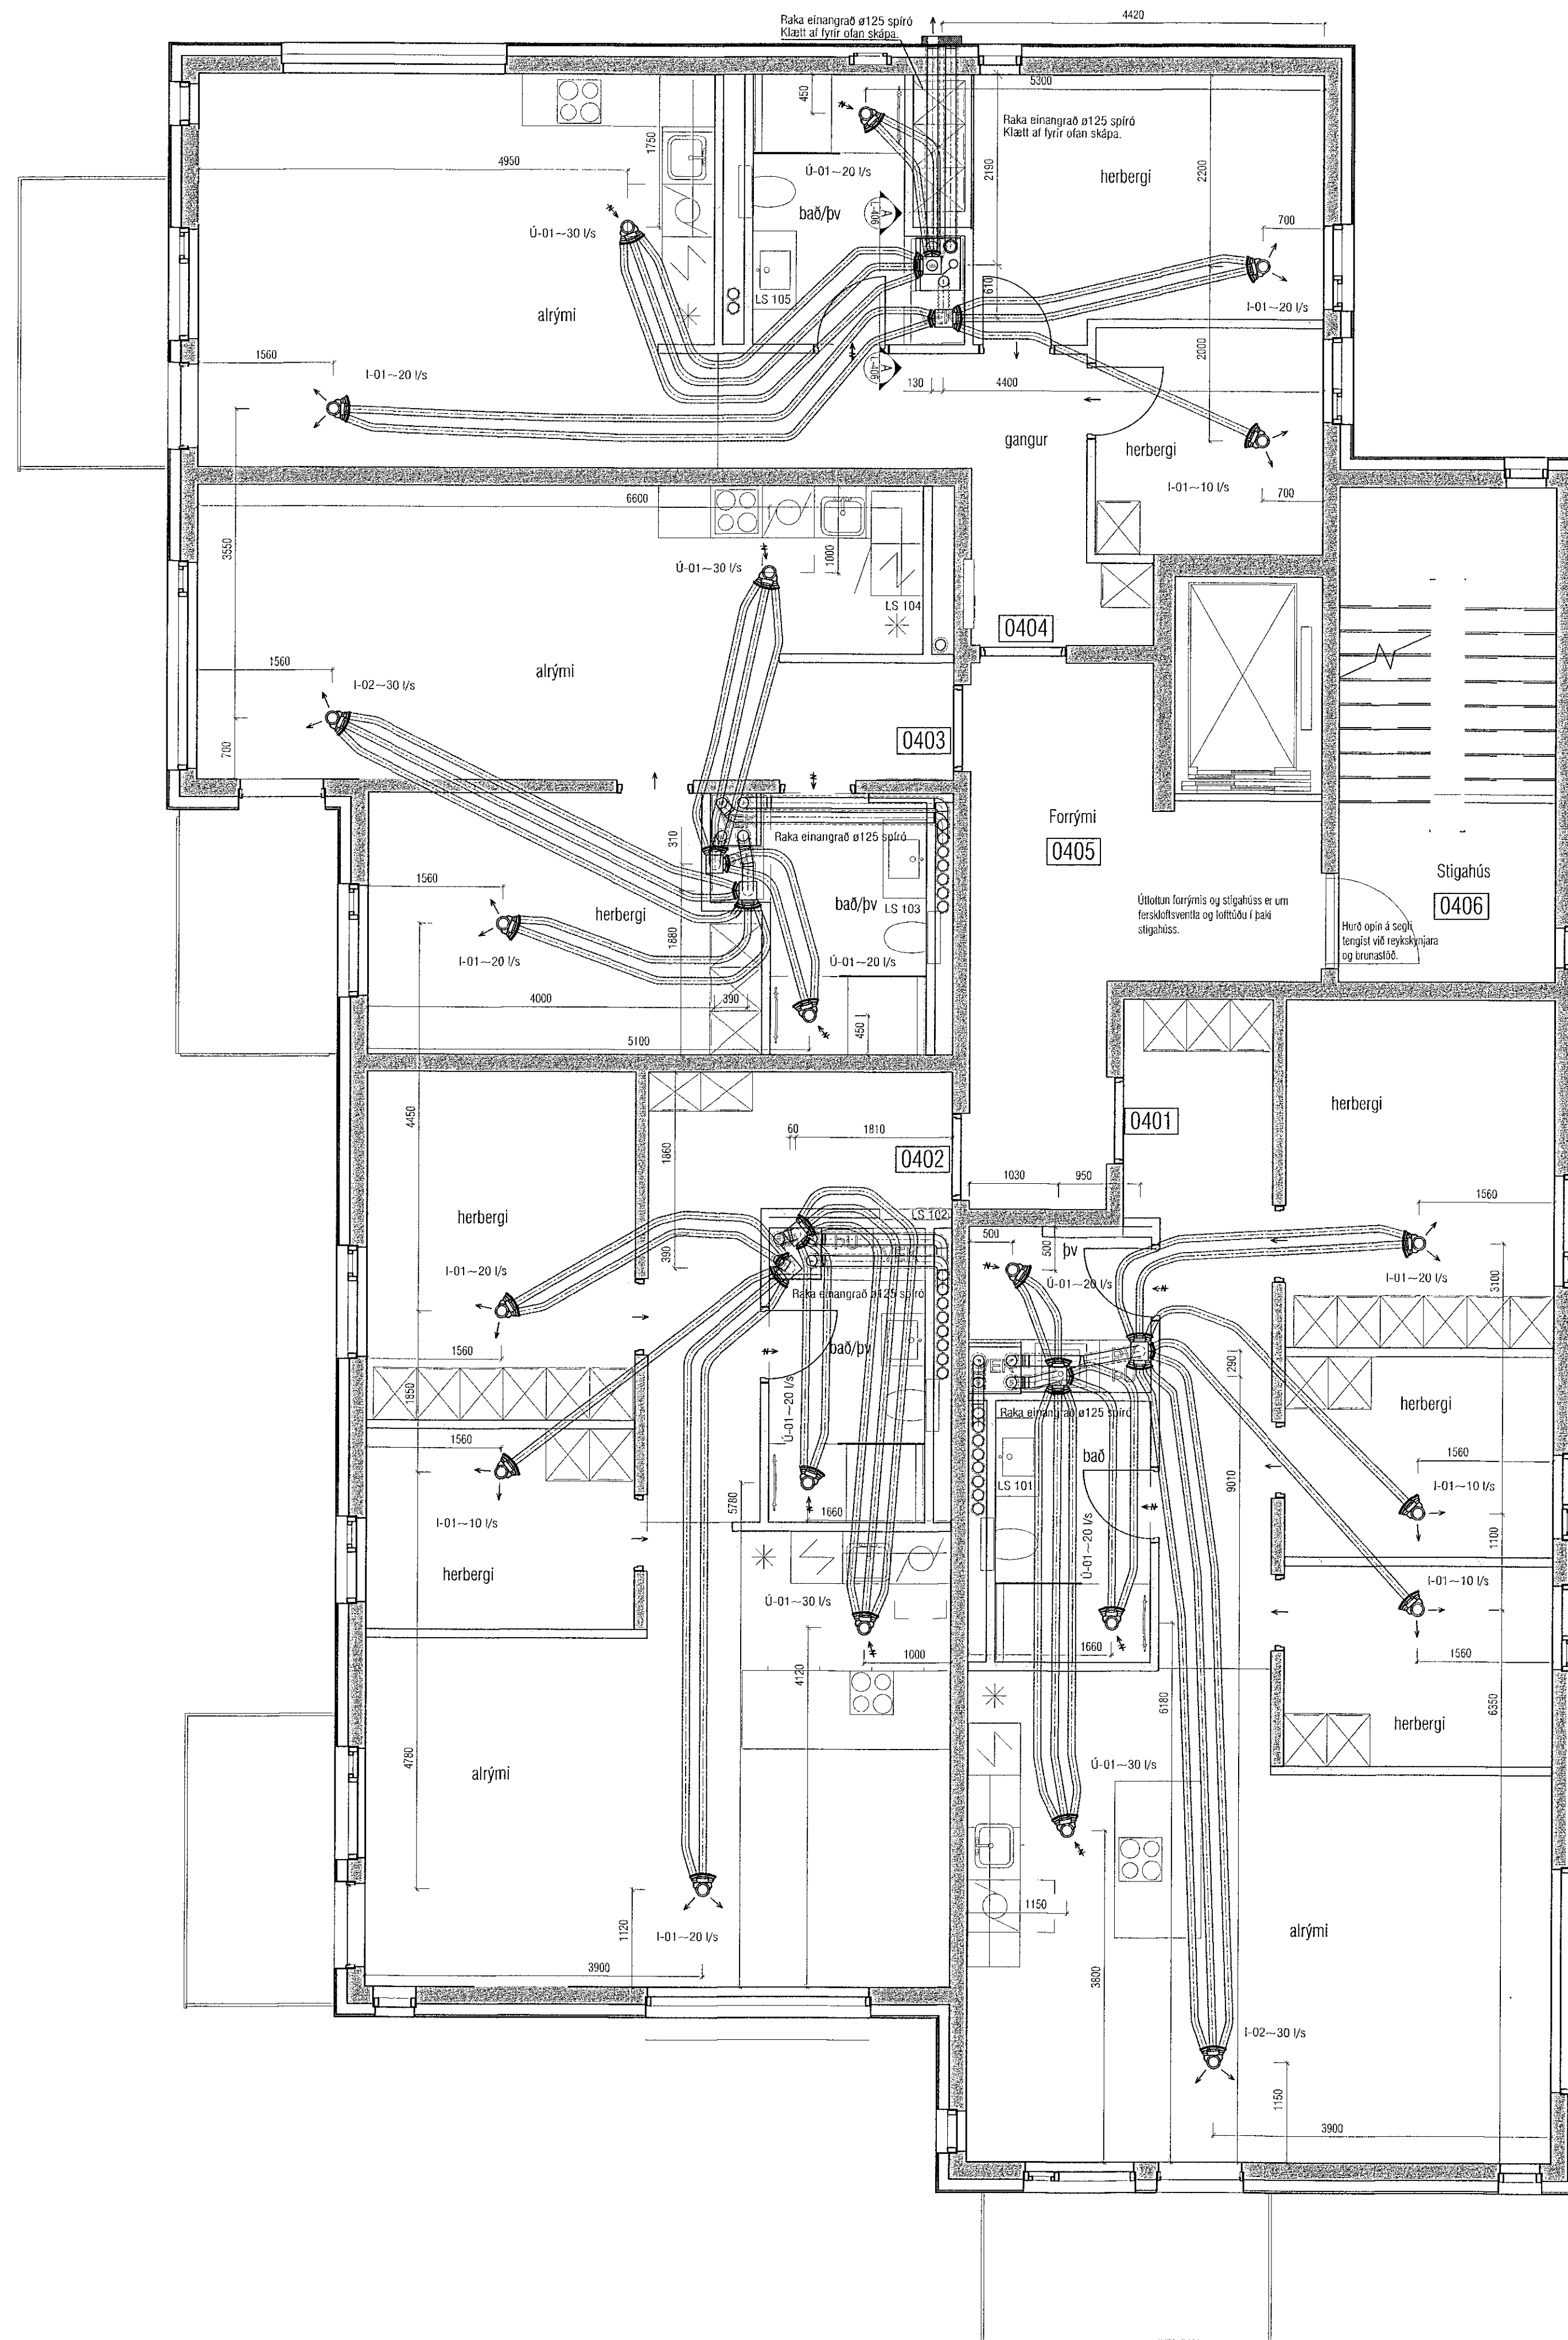 Raka einangrað ø125 spíró
Klætt af fyrir ofan skápa.
4420
5300
450
Raka einangrað ø125 spíró
Klætt af fyrir ofan skápa.
1750
4950
2190
2200
herbergi
Ú-01~20 l/s
bað/þv
A
L-406
700
Ú-01~30 l/s
LS 105
610
I-01~20 l/s
alrými
1560
2000
I-01~20 l/s
A
L-406
130
4400
gangur
herbergi
I-01~10 l/s
700
6600
3550
1000
Ú-01~30 l/s
LS 104
0404
1560
alrými
I-02~30 l/s
0403
700
Forrými
0405
310
Raka einangrað ø125 spíró
Stigahús
0406
1560
herbergi
bað/þv
LS 103
Útloftun forrýmis og stigahúss er um
ferskloftsventla og lofttúðu í þaki
stigahúss.
Hurð opin á segli
tengist við reykskynjara
og brunastöð.
1880
I-01~20 l/s
Ú-01~20 l/s
4000
390
450
5100
herbergi
4450
0401
60
1810
1860
0402
1030
950
1560
herbergi
LS 102
ÞU
500
500
þv
390
I-01~20 l/s
Ú-01~20 l/s
I-01~20 l/s
3100
Raka einangrað ø125 spíró
bað/þv
1560
ÞU
290
1850
Raka einangrað ø125 spíró
herbergi
Ú-01~20 l/s
1560
bað
1560
LS 101
9010
I-01~10 l/s
5780
1660
I-01~10 l/s
1100
Ú-01~20 l/s
herbergi
I-01~10 l/s
Ú-01~30 l/s
1660
1560
1000
4120
6180
6350
herbergi
4780
alrými
Ú-01~30 l/s
1150
alrými
1120
I-01~20 l/s
3900
3800
I-02~30 l/s
1150
3900